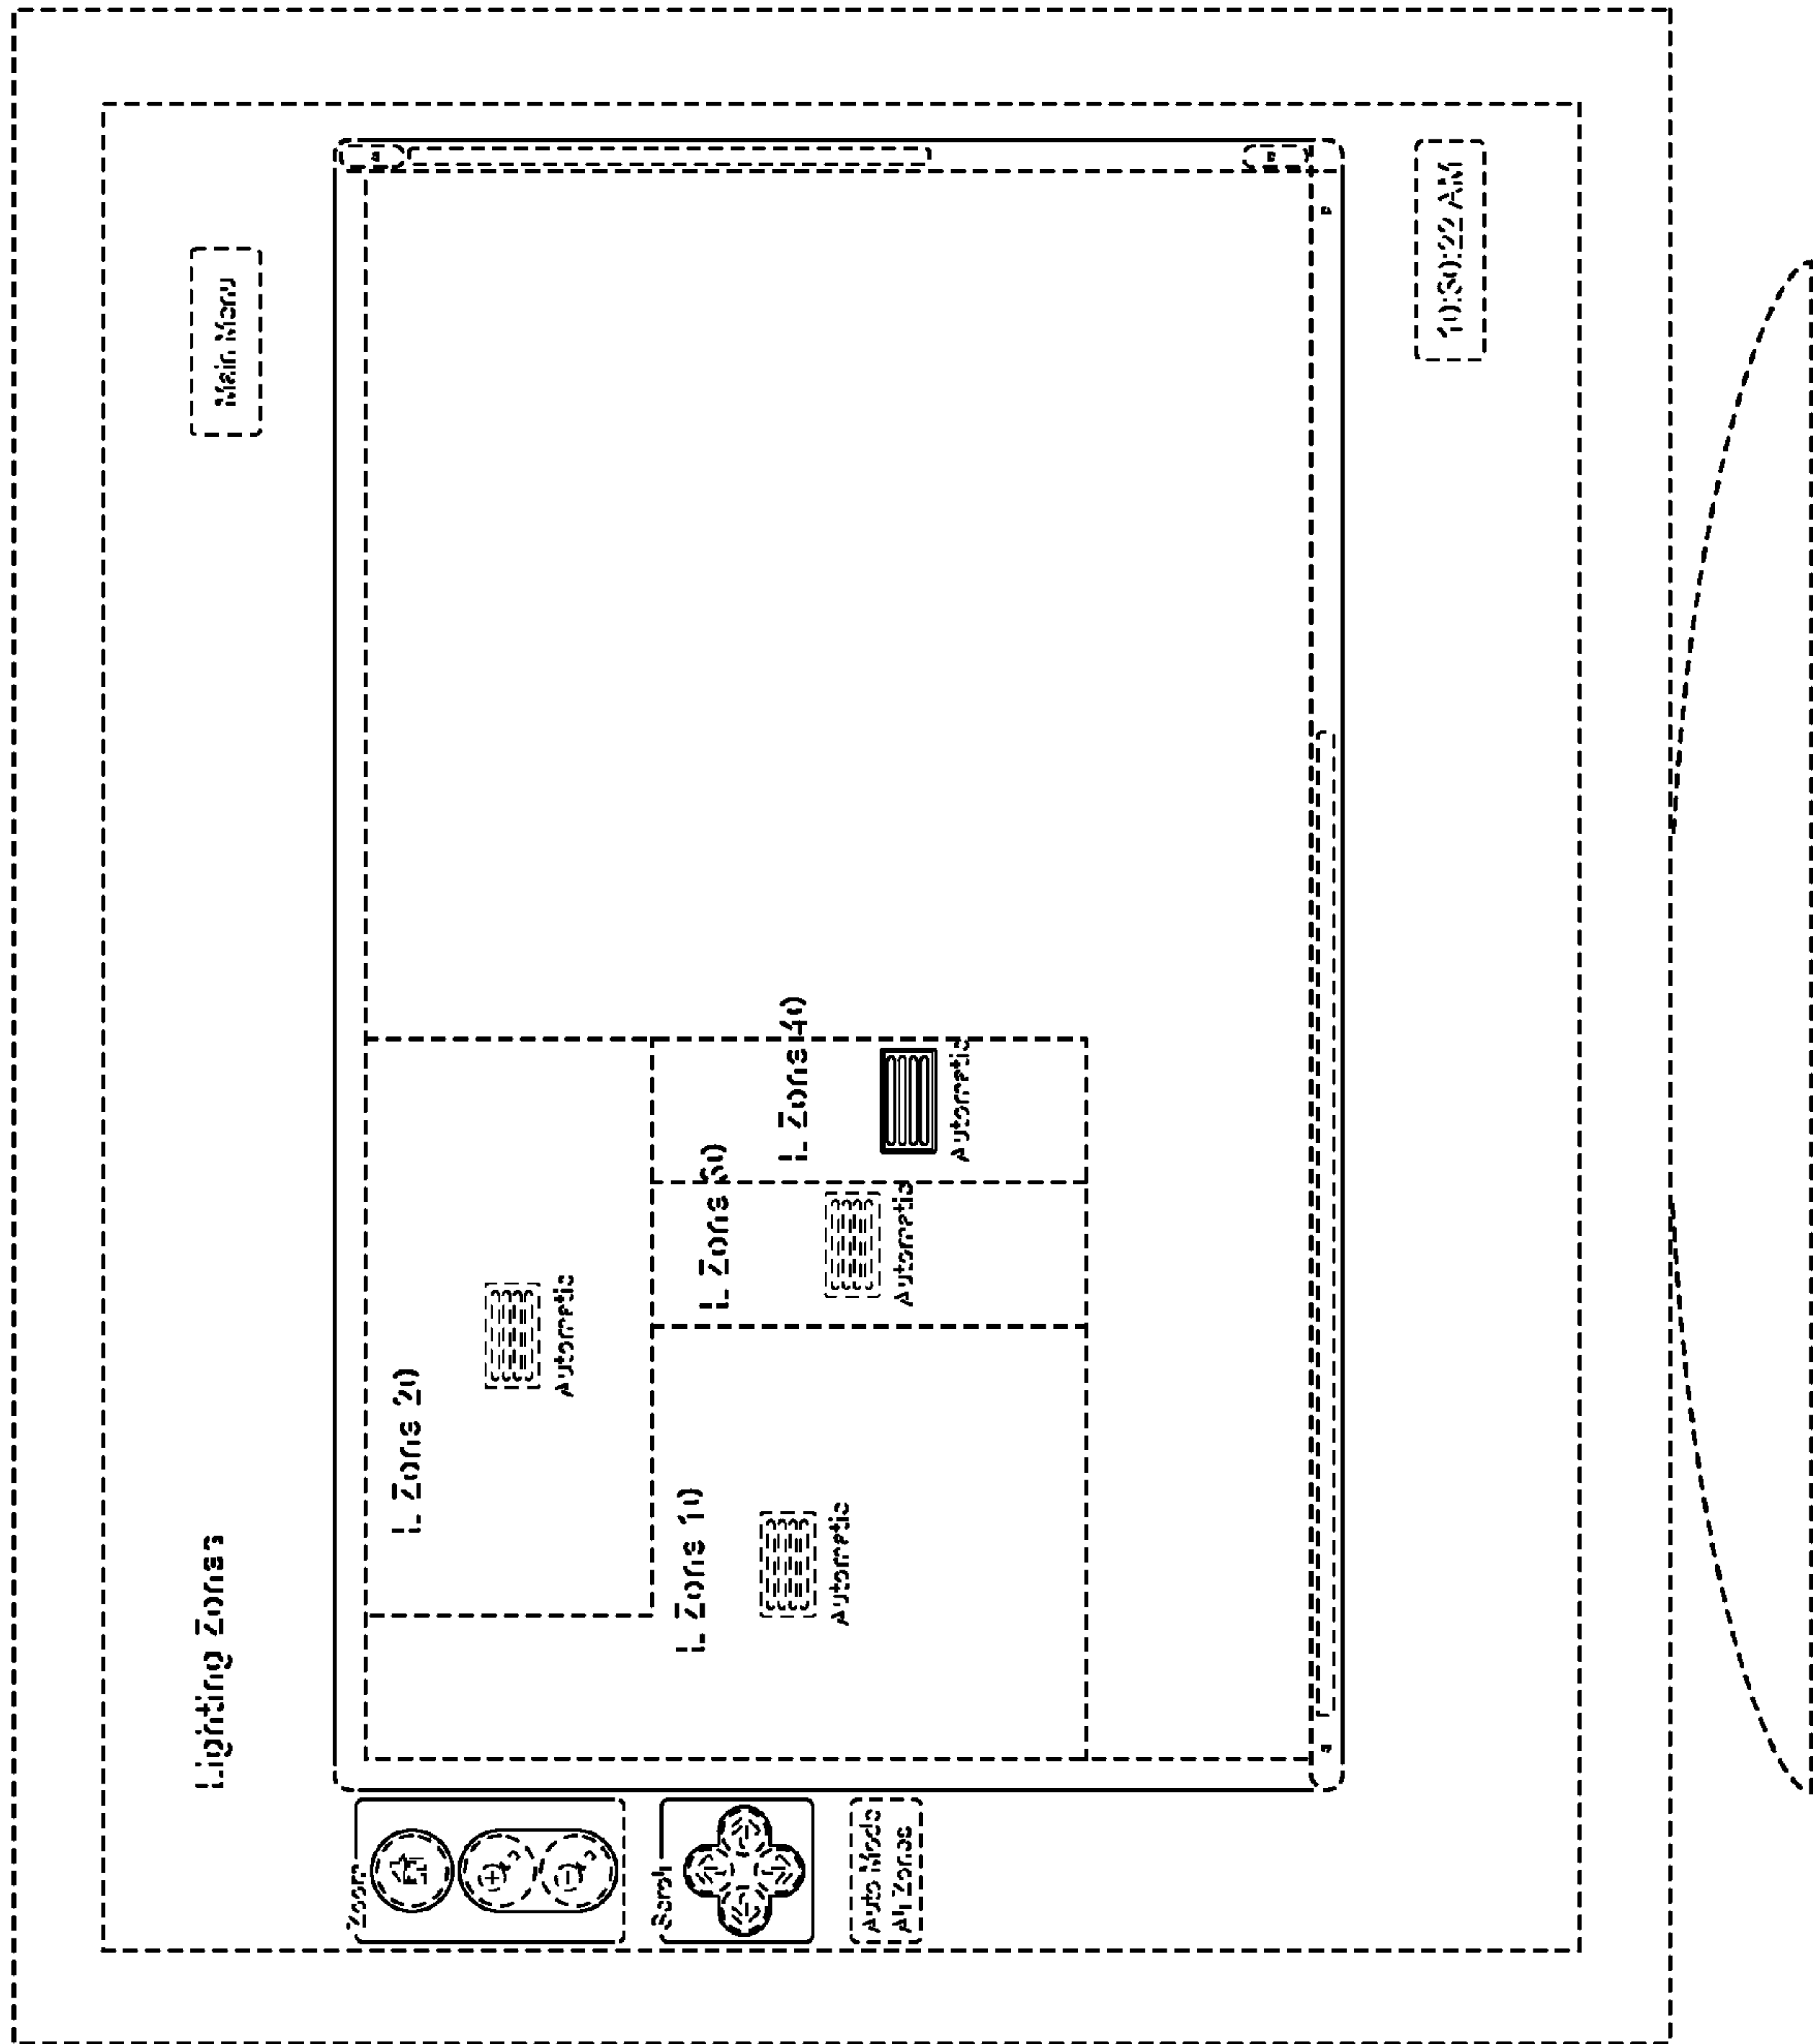 Lighting Zones
Main Menu
Zoom
L Zone 20
Automatic
Scroll
L Zone 10
Automatic
L Zone 30
Automatic
L Zone 40
Automatic
Auto Mode
All Zones
10:30:22 AM